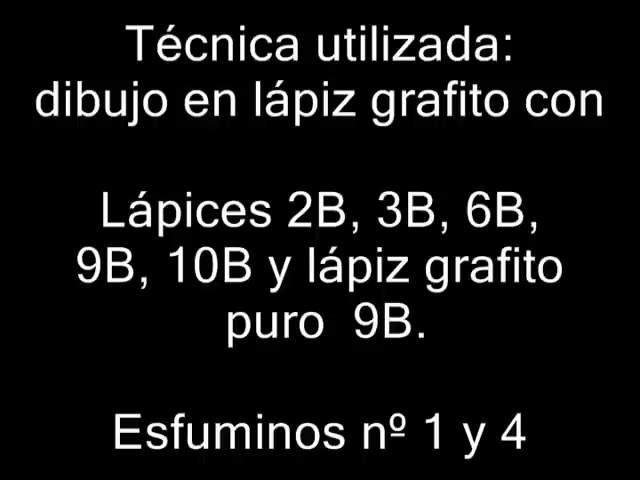 Técnica utilizada:
dibujo en lápiz grafito con
Lápices 2B, 3B, 6B,
9B, 10B y lápiz grafito
puro 9B.
Esfuminos nº 1 y 4